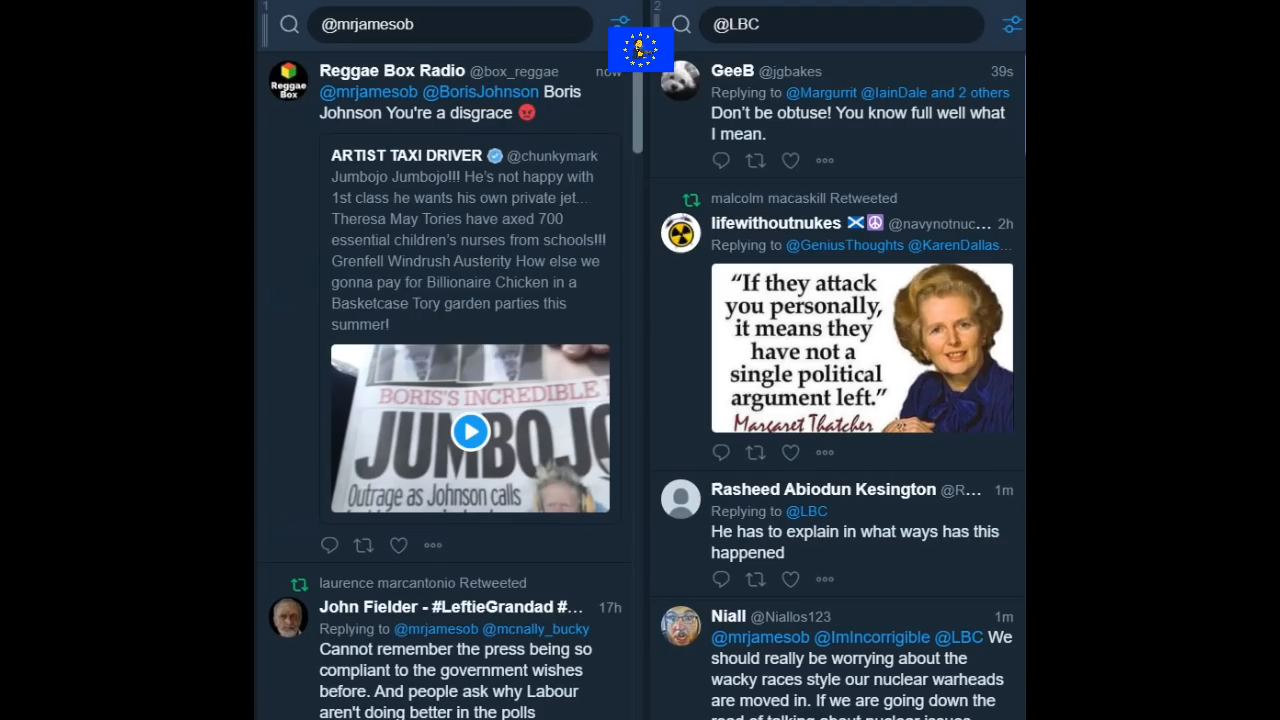 1
@mrjamesob
Reggae Box Radio @box_reggae now
@mrjamesob @BorisJohnson Boris
Johnson You're a disgrace 😡
Reggae
Box
ARTIST TAXI DRIVER @chunkymark
Jumbojo Jumbojo!!! He's not happy with
1st class he wants his own private jet...
Theresa May Tories have axed 700
essential children's nurses from schools!!!
Grenfell Windrush Austerity How else we
gonna pay for Billionaire Chicken in a
Basketcase Tory garden parties this
summer!
BORIS'S INCREDIBLE
JUMBOJO
Outrage as Johnson calls
laurence marcantonio Retweeted
John Fielder - #LeftieGrandad #... 17h
Replying to @mrjamesob @mcnally_bucky
Cannot remember the press being so
compliant to the government wishes
before. And people ask why Labour
aren't doing better in the polls
2
@LBC
GeeB @jgbakes 39s
Replying to @Margurrit @IainDale and 2 others
Don't be obtuse! You know full well what
I mean.
malcolm macaskill Retweeted
lifewithoutnukes @navynotnuc... 2h
Replying to @GeniusThoughts @KarenDallas...
“If they attack
you personally,
it means they
have not a
single political
argument left.”
Margaret Thatcher
Rasheed Abiodun Kesington @R... 1m
Replying to @LBC
He has to explain in what ways has this
happened
Niall @Niallos123 1m
@mrjamesob @ImIncorrigible @LBC We
should really be worrying about the
wacky races style our nuclear warheads
are moved in. If we are going down the
road of talking about nuclear issues